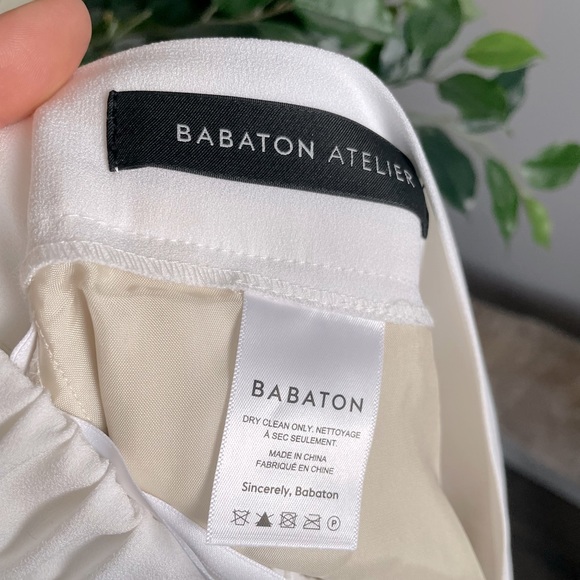 BABATON ATELIER
BABATON
DRY CLEAN ONLY. NETTOYAGE
À SEC SEULEMENT.
MADE IN CHINA
FABRIQUÉ EN CHINE
Sincerely, Babaton
P